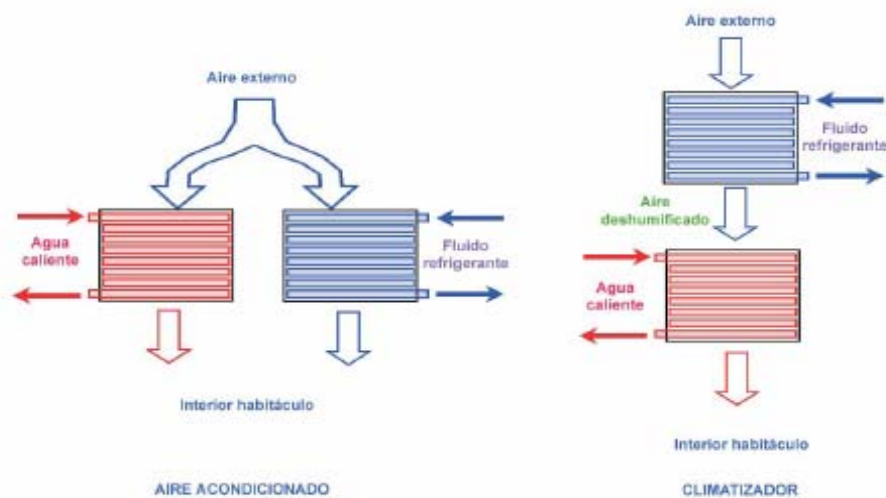 Aire externo
Agua
caliente
Fluido
refrigerante
Interior habitáculo
AIRE ACONDICIONADO
Aire externo
Fluido
refrigerante
Aire
deshumificado
Agua
caliente
Interior habitáculo
CLIMATIZADOR